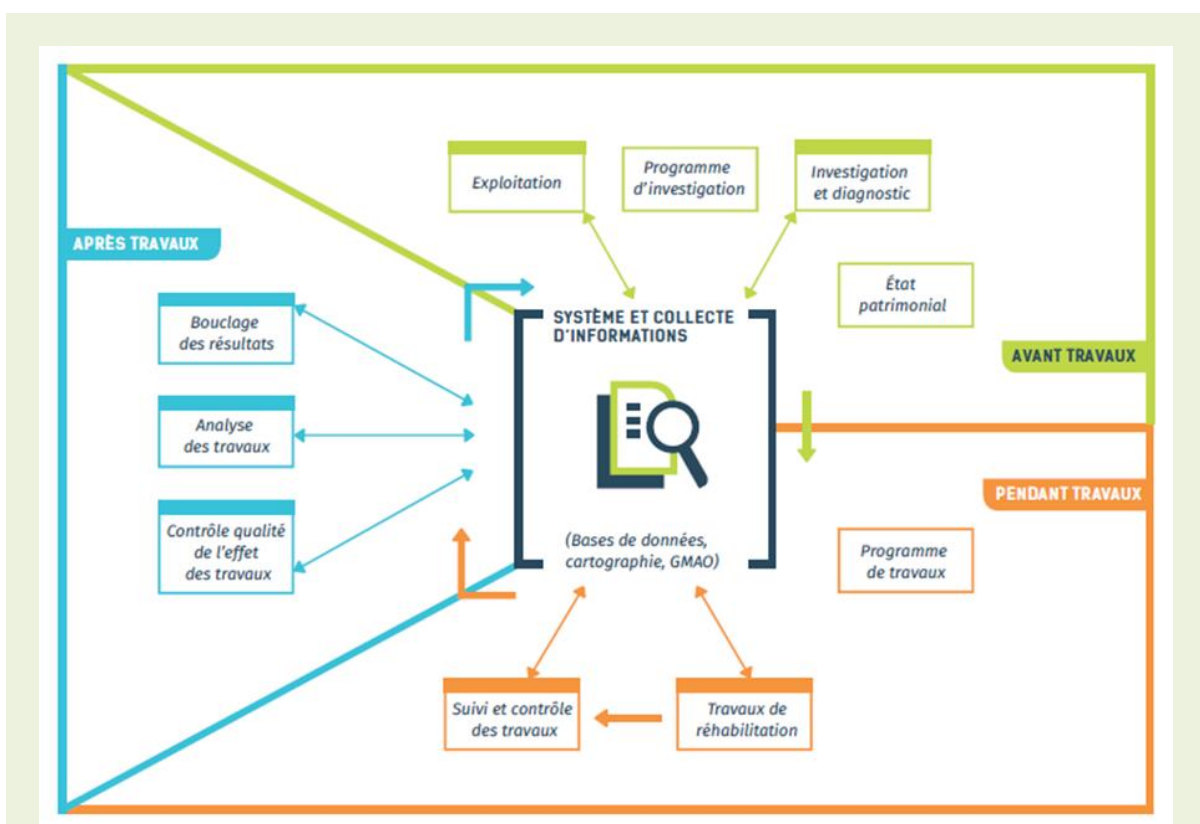 Exploitation
Programme
d'investigation
Investigation
et diagnostic
APRÈS TRAVAUX
État
patrimonial
Bouclage
des résultats
SYSTÈME ET COLLECTE
D'INFORMATIONS
AVANT TRAVAUX
Analyse
des travaux
PENDANT TRAVAUX
Contrôle qualité
de l'effet
des travaux
(Bases de données,
cartographie, GMAO)
Programme
de travaux
Suivi et contrôle
des travaux
Travaux de
réhabilitation